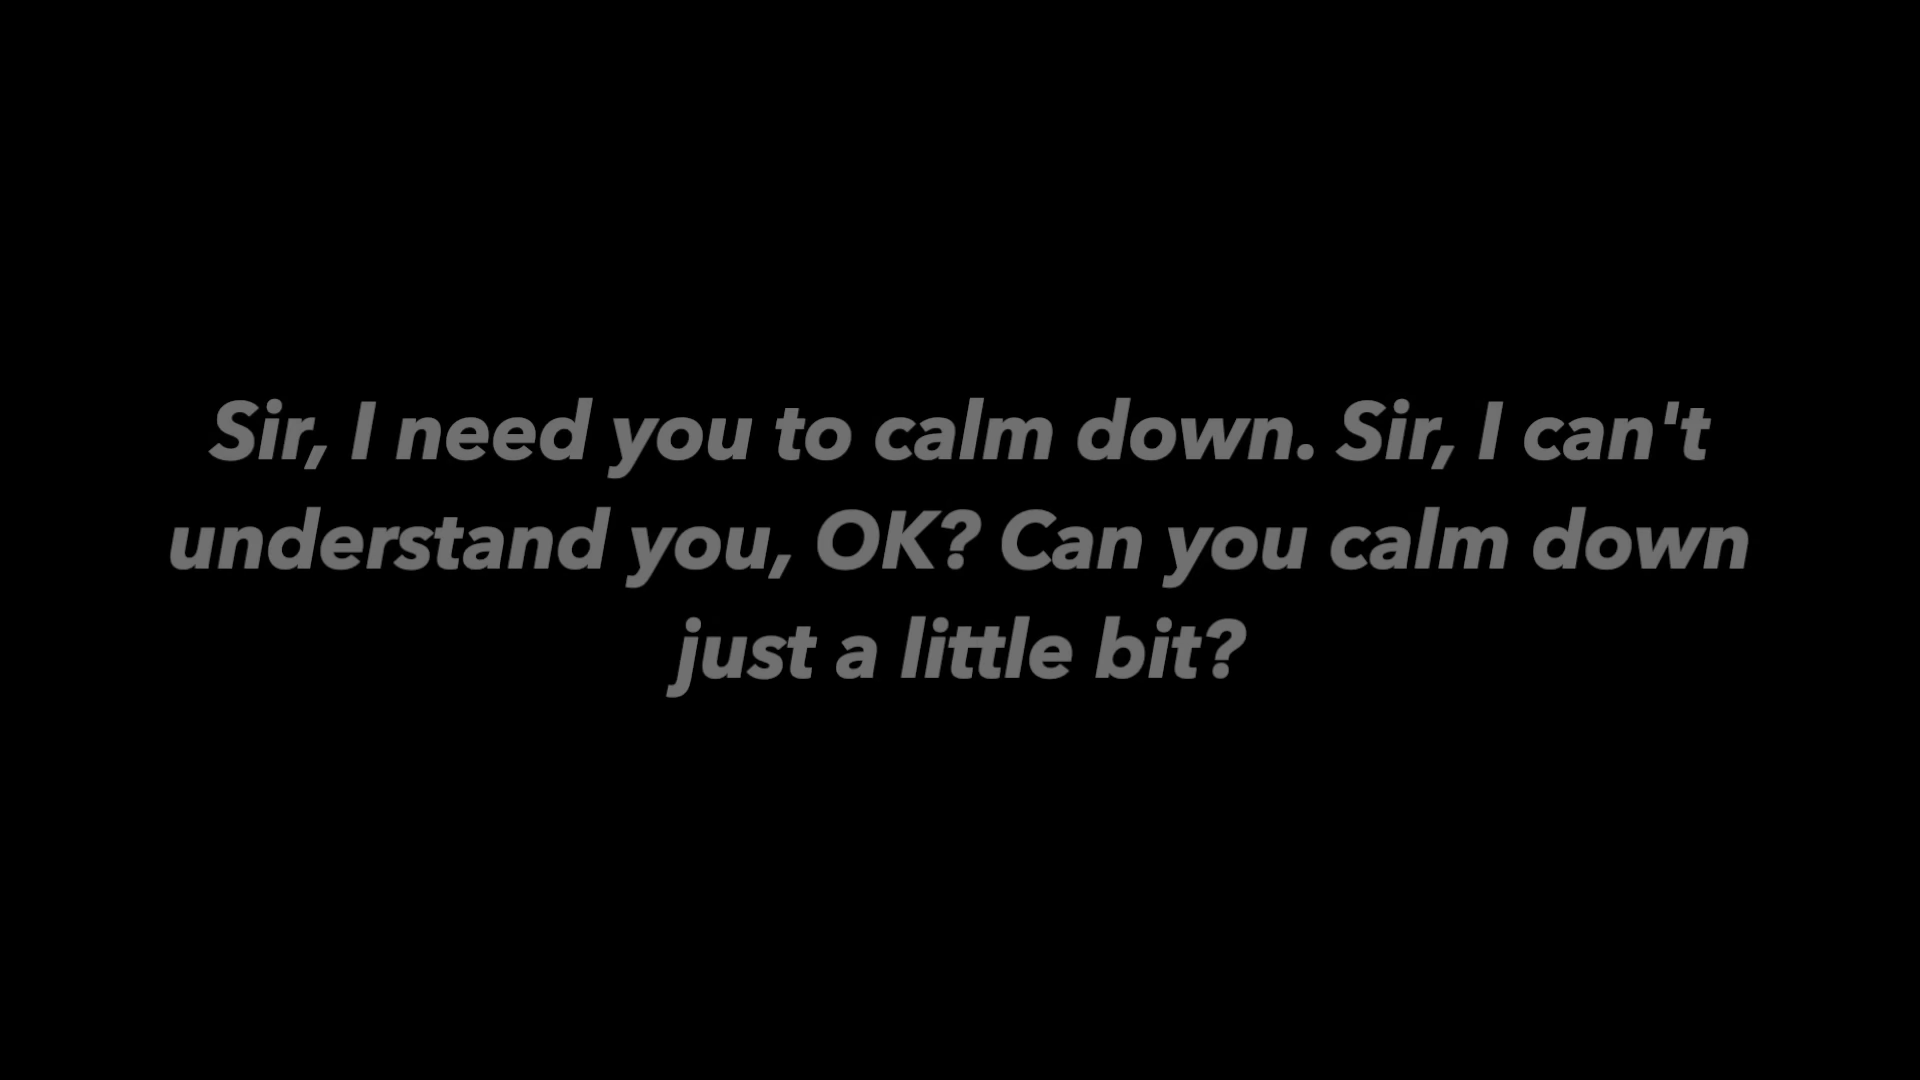 Sir, I need you to calm down. Sir, I can't
understand you, OK? Can you calm down
just a little bit?